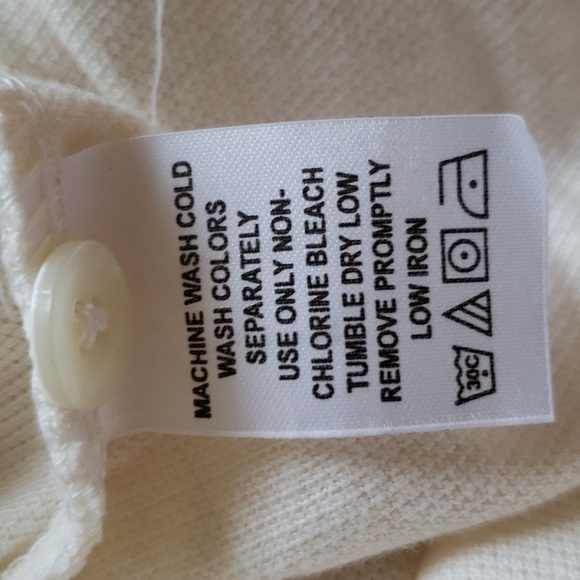 MACHINE WASH COLD
WASH COLORS
SEPARATELY
USE ONLY NON-
CHLORINE BLEACH
TUMBLE DRY LOW
REMOVE PROMPTLY
LOW IRON
30C